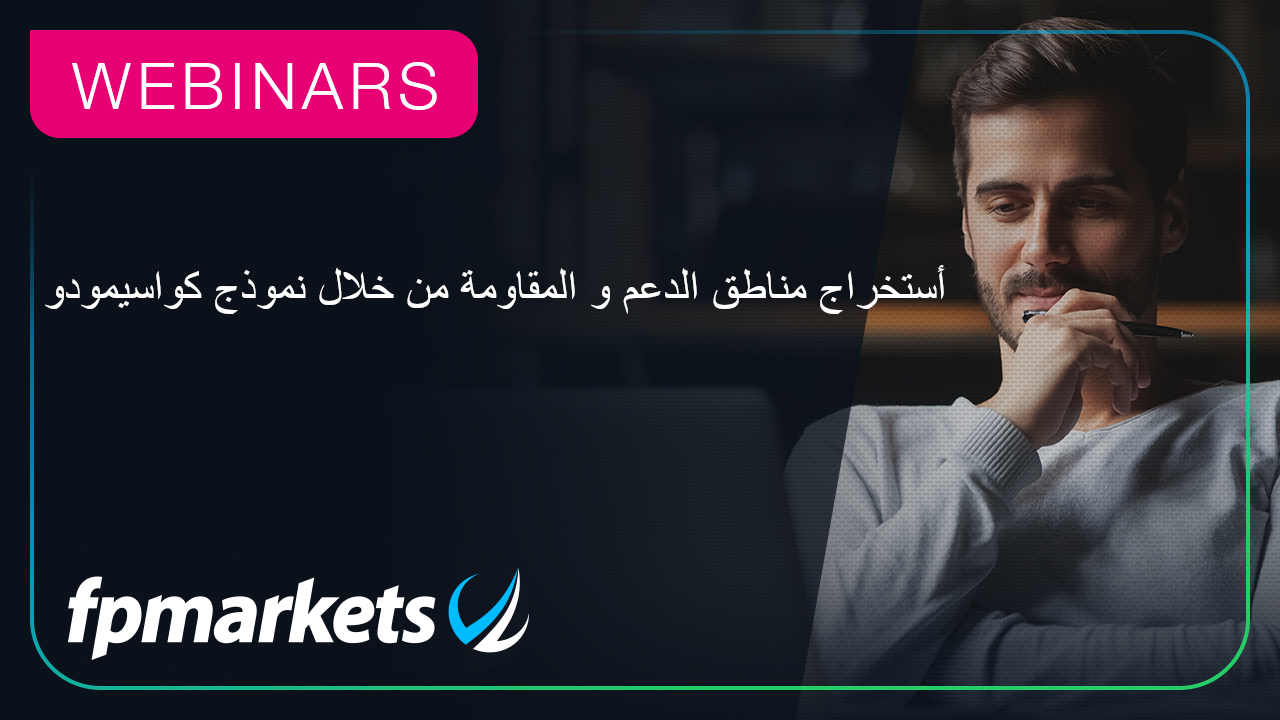 WEBINARS
أستخراج مناطق الدعم و المقاومة من خلال نموذج كواسيمودو
fpmarkets